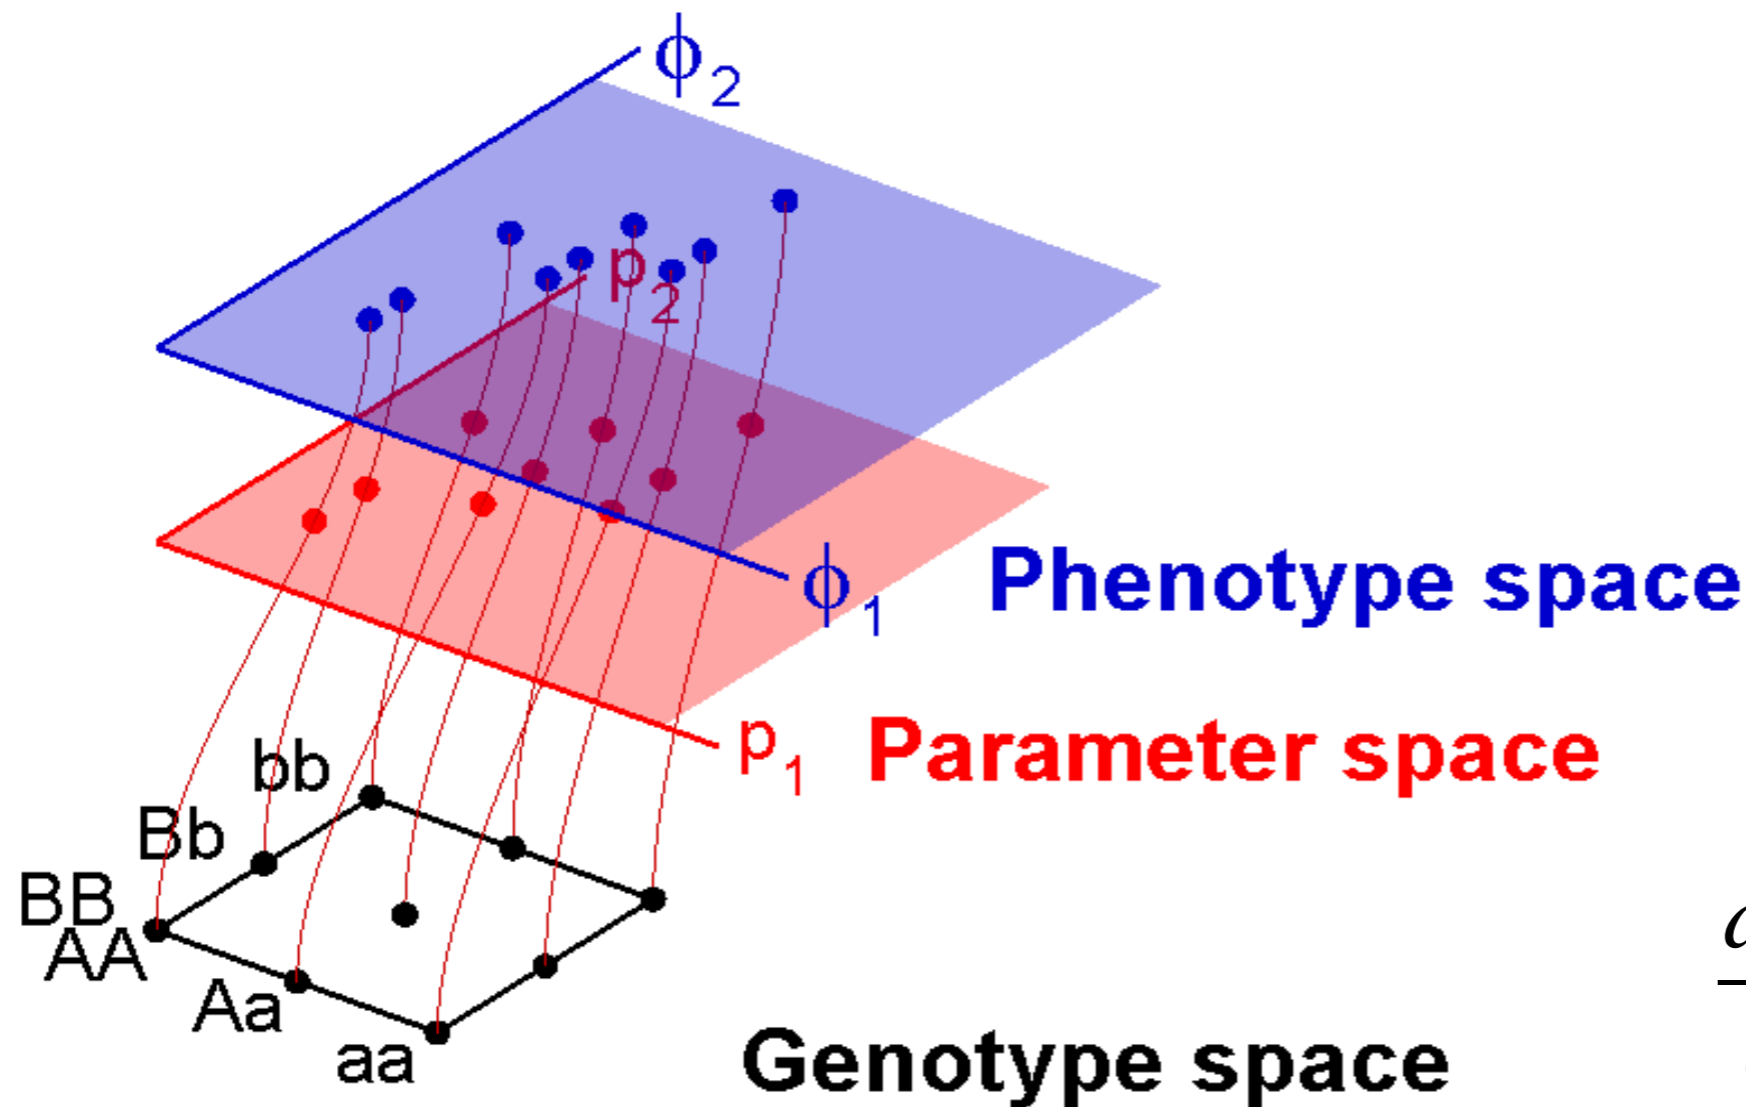 ϕ2
p2
ϕ1
Phenotype space
p1
Parameter space
bb
Bb
BB
AA
Aa
aa
Genotype space